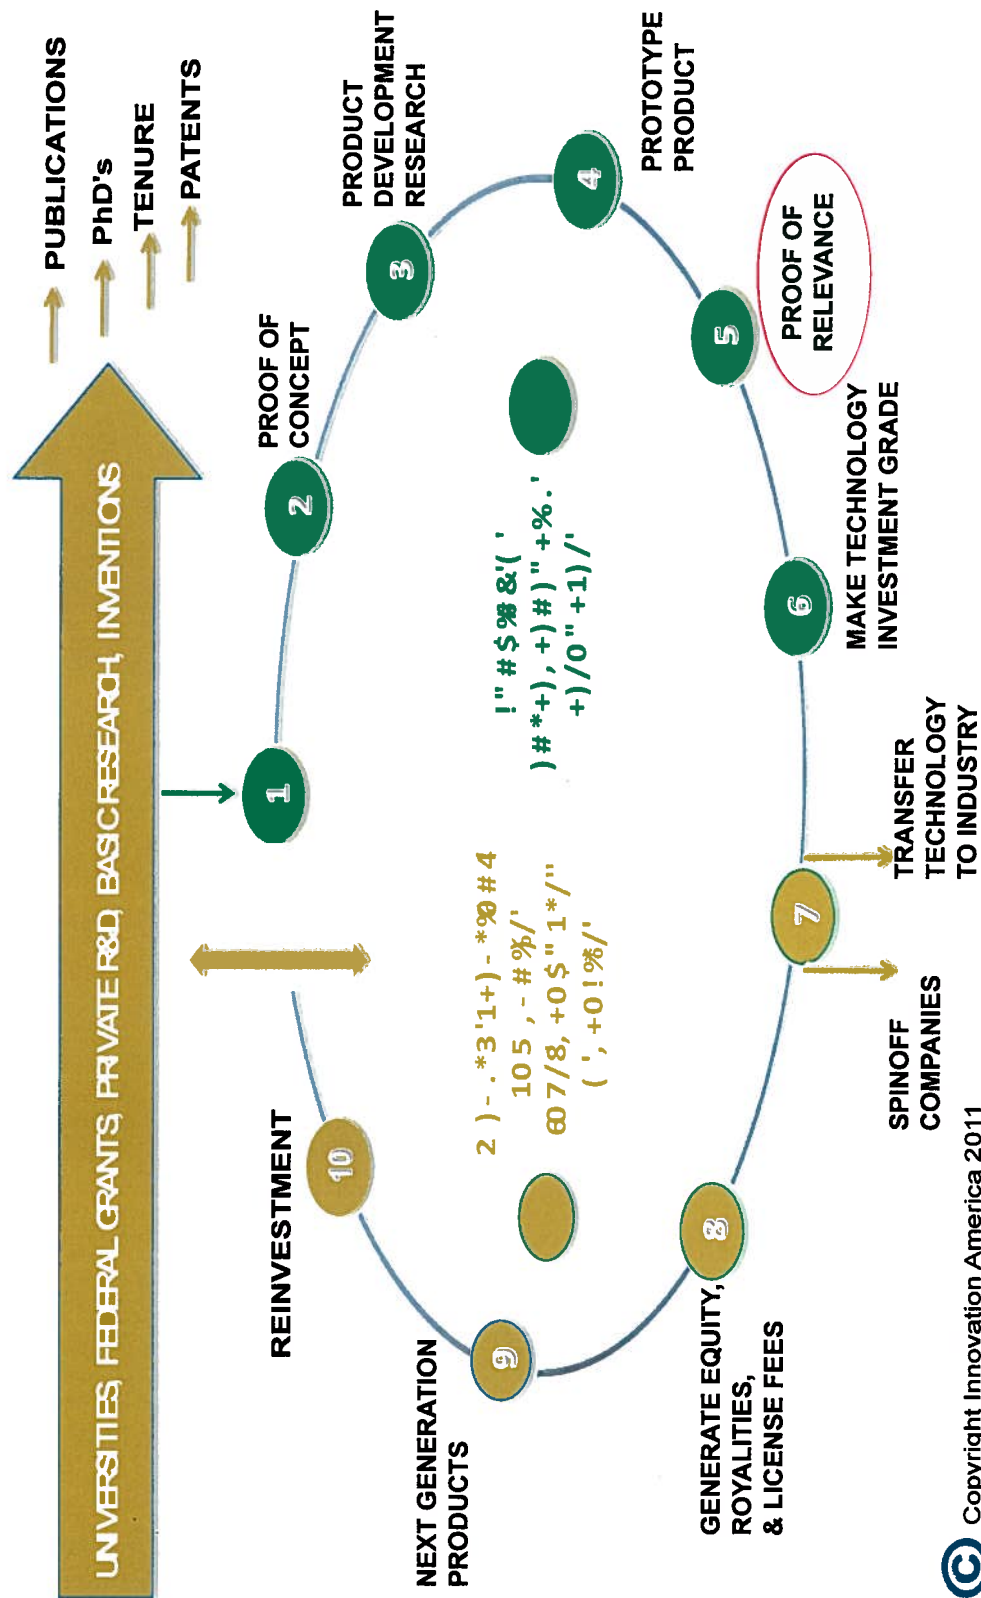 UNIVERSITIES, FEDERAL GRANTS, PRIVATE R&D, BASIC RESEARCH, INVENTIONS
PUBLICATIONS
PhD's
TENURE
PATENTS
1
2
PROOF OF
CONCEPT
3
PRODUCT
DEVELOPMENT
RESEARCH
4
PROTOTYPE
PRODUCT
5
PROOF OF
RELEVANCE
6
MAKE TECHNOLOGY
INVESTMENT GRADE
7
TRANSFER
TECHNOLOGY
TO INDUSTRY
SPINOFF
COMPANIES
8
GENERATE EQUITY,
ROYALITIES,
& LICENSE FEES
9
NEXT GENERATION
PRODUCTS
10
REINVESTMENT
© Copyright Innovation America 2011